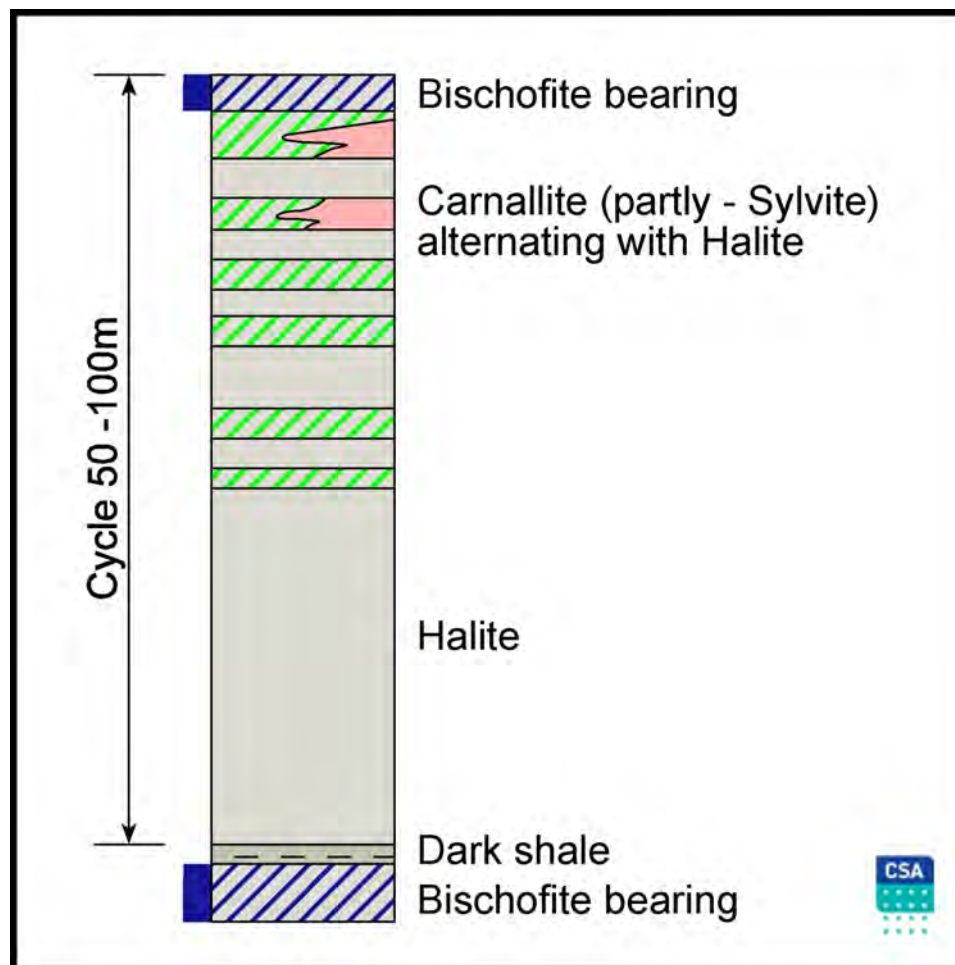 Bischofite bearing
Carnallite (partly - Sylvite)
alternating with Halite
Cycle 50 -100m
Halite
Dark shale
Bischofite bearing
CSA